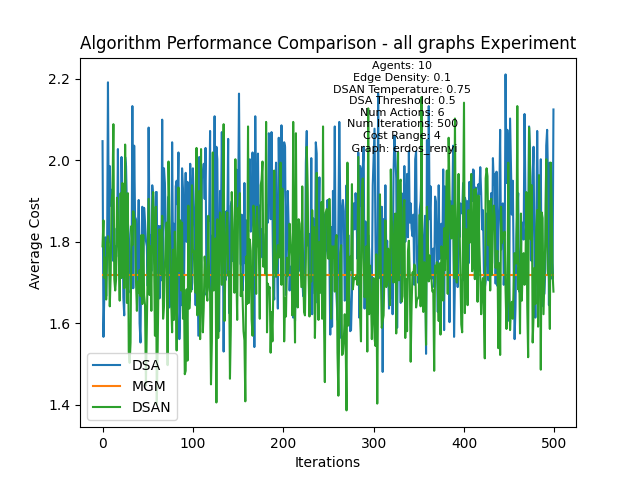 Algorithm Performance Comparison - all graphs Experiment
Agents: 10
Edge Density: 0.1
DSAN Temperature: 0.75
DSA Threshold: 0.5
Num Actions: 6
Num Iterations: 500
Cost Range: 4
Graph: erdos_renyi
2.2
2.0
1.8
1.6
1.4
Average Cost
DSA
MGM
DSAN
0
100
200
300
400
500
Iterations